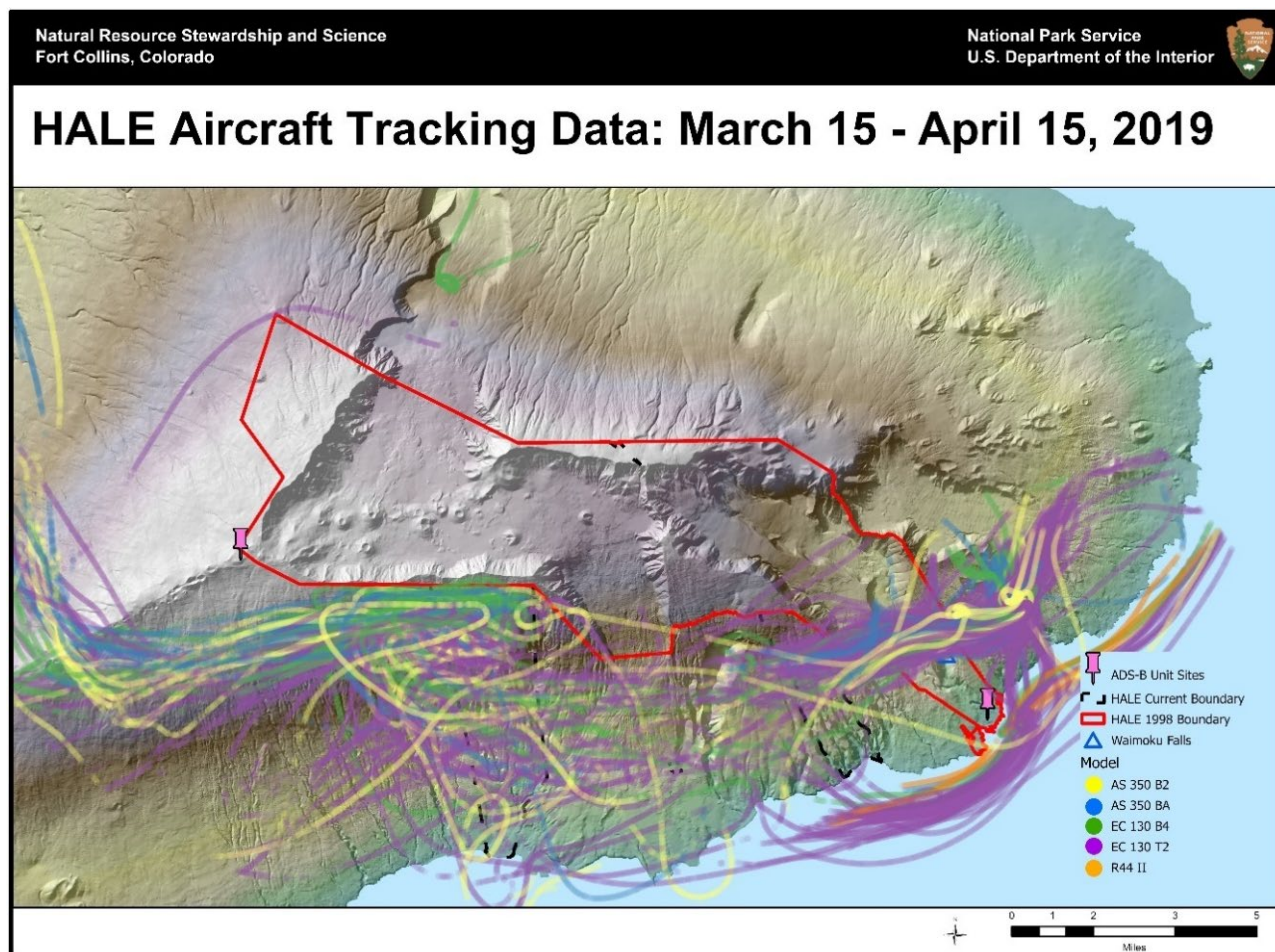 Natural Resource Stewardship and Science
Fort Collins, Colorado
National Park Service
U.S. Department of the Interior
HALE Aircraft Tracking Data: March 15 - April 15, 2019
ADS-B Unit Sites
HALE Current Boundary
HALE 1998 Boundary
Waimoku Falls
Model
AS 350 B2
AS 350 BA
EC 130 B4
EC 130 T2
R44 II
0 1 2 3 4 5
Miles